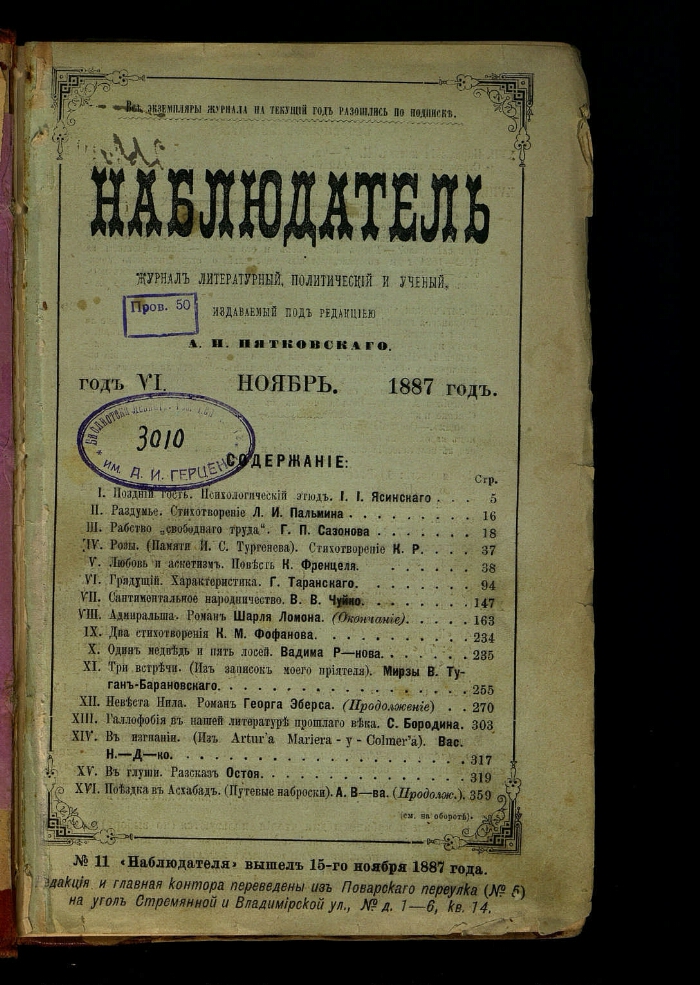 Всѣ экземпляры журнала на текущій годъ разошлись по подпискѣ.
НАБЛЮДАТЕЛЬ
ЖУРНАЛЪ ЛИТЕРАТУРНЫЙ, ПОЛИТИЧЕСКІЙ И УЧЕНЫЙ,
Пров. 50
ИЗДАВАЕМЫЙ ПОДЪ РЕДАКЦІЕЮ
А. П. ПЯТКОВСКАГО.
годъ VI. НОЯБРЬ. 1887 годъ.
3010
им. А. И. ГЕРЦЕНА
СОДЕРЖАНІЕ:
Стр.
I. Поздній гость. Психологическій этюдъ. І. І. Ясинскаго . . . 5
II. Раздумье. Стихотвореніе Л. И. Пальмина . . . . . . . . . 16
III. Рабство „свободнаго труда“. Г. П. Сазонова . . . . . . . 18
IV. Розы. (Памяти И. С. Тургенева). Стихотвореніе К. Р. . . . 37
V. Любовь и аскетизмъ. Повѣсть К. Френцеля. . . . . . . . 38
VI. Грядущій. Характеристика. Г. Таранскаго. . . . . . . . 94
VII. Сантиментальное народничество. В. В. Чуйко. . . . . . . 147
VIII. Адмиральша. Романъ Шарля Ломона. (Окончаніе). . . . . 163
IX. Два стихотворенія К. М. Фофанова. . . . . . . . . . . 234
X. Одинъ медвѣдь и пять лосей. Вадима Р—нова. . . . . . 235
XI. Три встрѣчи. (Изъ записокъ моего пріятеля). Мирзы В. Ту-
ганъ-Барановскаго. . . . . . . . . . . . . . . . . . 255
XII. Невѣста Нила. Романъ Георга Эберса. (Продолженіе) . . 270
XIII. Галлофобія въ нашей литературѣ прошлаго вѣка. С. Бородина. 303
XIV. Въ изгнаніи. (Изъ Artur'a Mariera - y - Colmer'a). Вас.
Н.—Д—ко. . . . . . . . . . . . . . . . . . . . . . 317
XV. Въ глуши. Разсказъ Остоя. . . . . . . . . . . . . . . 319
XVI. Поѣздка въ Асхабадъ. (Путевые наброски). А. В—ва. (Продолж.). 359
(см. на оборотѣ).
№ 11 «Наблюдателя» вышелъ 15-го ноября 1887 года.
едакція и главная контора переведены изъ Поварскаго переулка (№ 5)
на уголъ Стремянной и Владимірской ул., № д. 1—6, кв. 14.